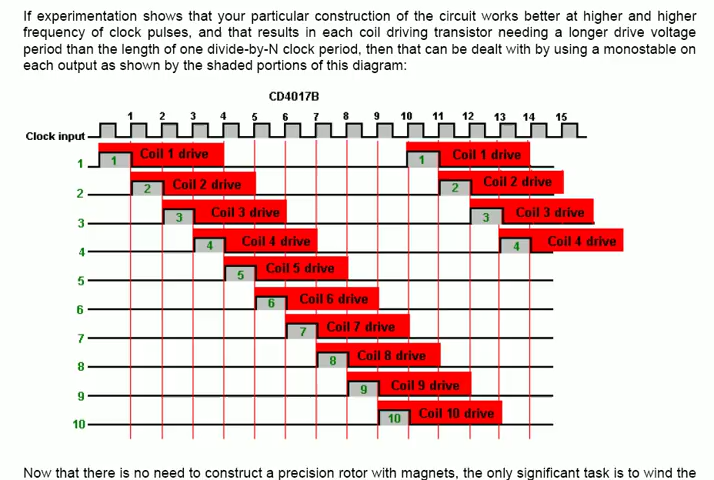 If experimentation shows that your particular construction of the circuit works better at higher and higher
frequency of clock pulses, and that results in each coil driving transistor needing a longer drive voltage
period than the length of one divide-by-N clock period, then that can be dealt with by using a monostable on
each output as shown by the shaded portions of this diagram:
CD4017B
1 2 3 4 5 6 7 8 9 10 11 12 13 14 15
Clock input
1 1 Coil 1 drive 1 Coil 1 drive
2 2 Coil 2 drive 2 Coil 2 drive
3 3 Coil 3 drive 3 Coil 3 drive
4 4 Coil 4 drive 4 Coil 4 drive
5 5 Coil 5 drive
6 6 Coil 6 drive
7 7 Coil 7 drive
8 8 Coil 8 drive
9 9 Coil 9 drive
10 10 Coil 10 drive
Now that there is no need to construct a precision rotor with magnets, the only significant task is to wind the